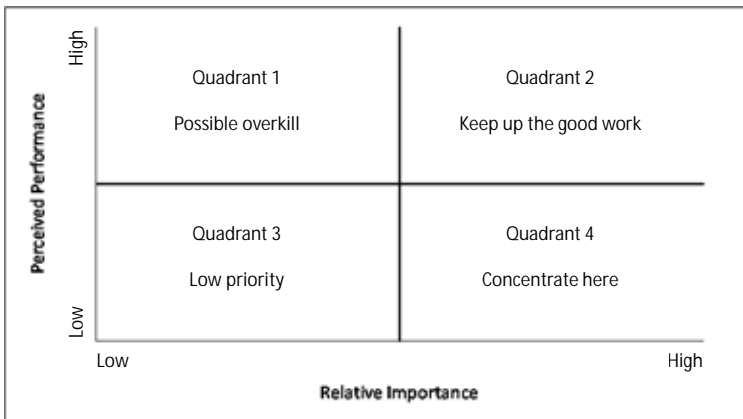 High
Quadrant 1
Quadrant 2
Possible overkill
Keep up the good work
Perceived Performance
Quadrant 3
Quadrant 4
Low priority
Concentrate here
Low
Low
High
Relative Importance